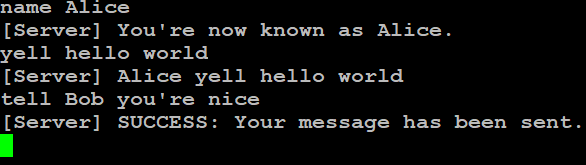 name Alice
[Server] You're now known as Alice.
yell hello world
[Server] Alice yell hello world
tell Bob you're nice
[Server] SUCCESS: Your message has been sent.